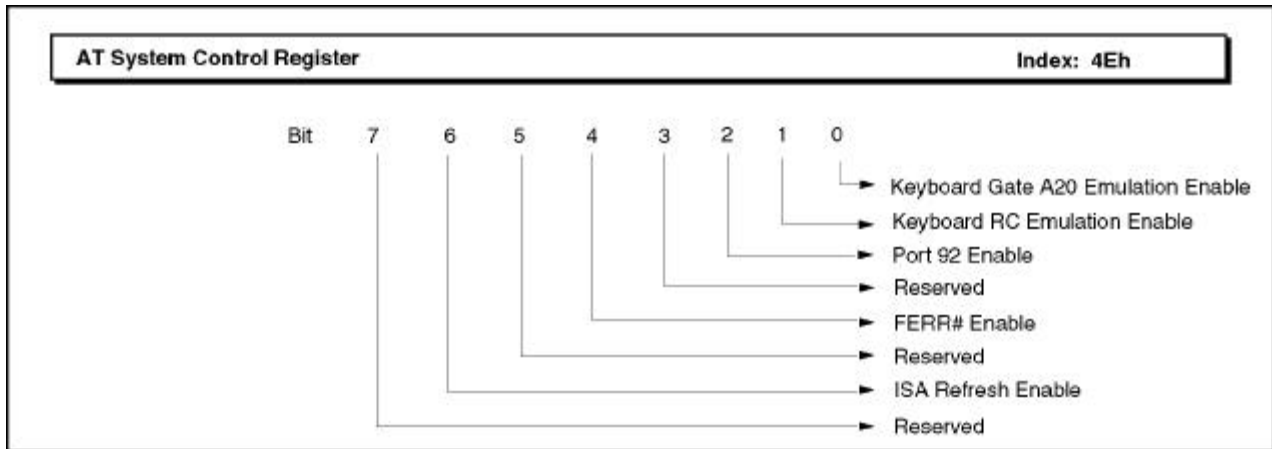 AT System Control Register Index: 4Eh
Bit 7 6 5 4 3 2 1 0
Keyboard Gate A20 Emulation Enable
Keyboard RC Emulation Enable
Port 92 Enable
Reserved
FERR# Enable
Reserved
ISA Refresh Enable
Reserved